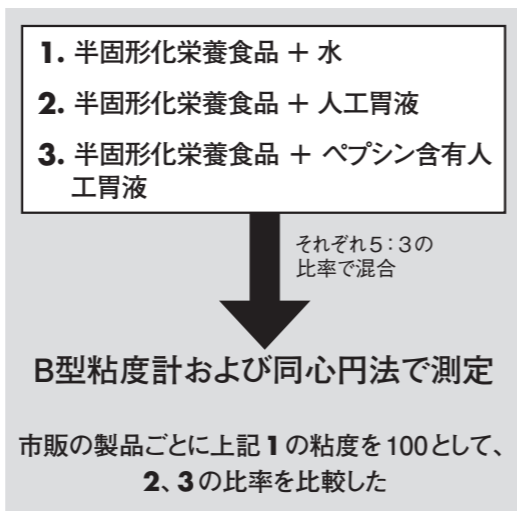 1. 半固形化栄養食品 + 水
2. 半固形化栄養食品 + 人工胃液
3. 半固形化栄養食品 + ペプシン含有人
工胃液
それぞれ5:3の
比率で混合
B型粘度計および同心円法で測定
市販の製品ごとに上記1の粘度を100として、
2、3の比率を比較した